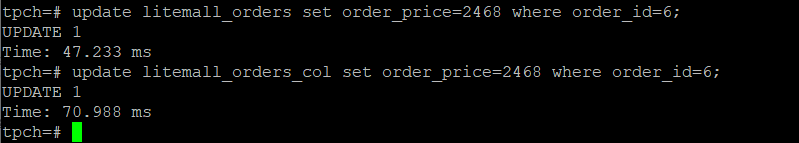 tpch=# update litemall_orders set order_price=2468 where order_id=6;
UPDATE 1
Time: 47.233 ms
tpch=# update litemall_orders_col set order_price=2468 where order_id=6;
UPDATE 1
Time: 70.988 ms
tpch=#